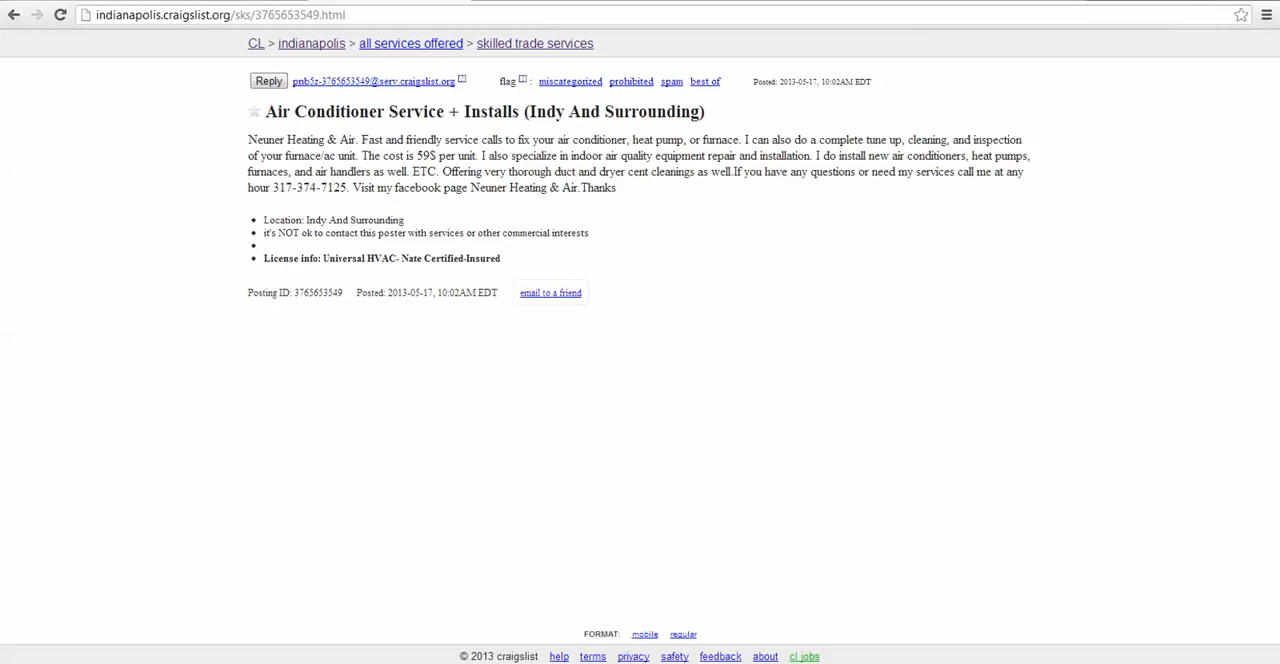 indianapolis.craigslist.org/sks/3765653549.html
CL > indianapolis > all services offered > skilled trade services
Reply pnb5z-3765653549@serv.craigslist.org [?] flag [?] : miscategorized prohibited spam best of Posted: 2013-05-17, 10:02AM EDT
Air Conditioner Service + Installs (Indy And Surrounding)
Neuner Heating & Air. Fast and friendly service calls to fix your air conditioner, heat pump, or furnace. I can also do a complete tune up, cleaning, and inspection
of your furnace/ac unit. The cost is 59$ per unit. I also specialize in indoor air quality equipment repair and installation. I do install new air conditioners, heat pumps,
furnaces, and air handlers as well. ETC. Offering very thorough duct and dryer cent cleanings as well.If you have any questions or need my services call me at any
hour 317-374-7125. Visit my facebook page Neuner Heating & Air.Thanks
• Location: Indy And Surrounding
• it's NOT ok to contact this poster with services or other commercial interests
•
• License info: Universal HVAC- Nate Certified-Insured
Posting ID: 3765653549 Posted: 2013-05-17, 10:02AM EDT email to a friend
FORMAT: mobile regular
© 2013 craigslist help terms privacy safety feedback about cl jobs